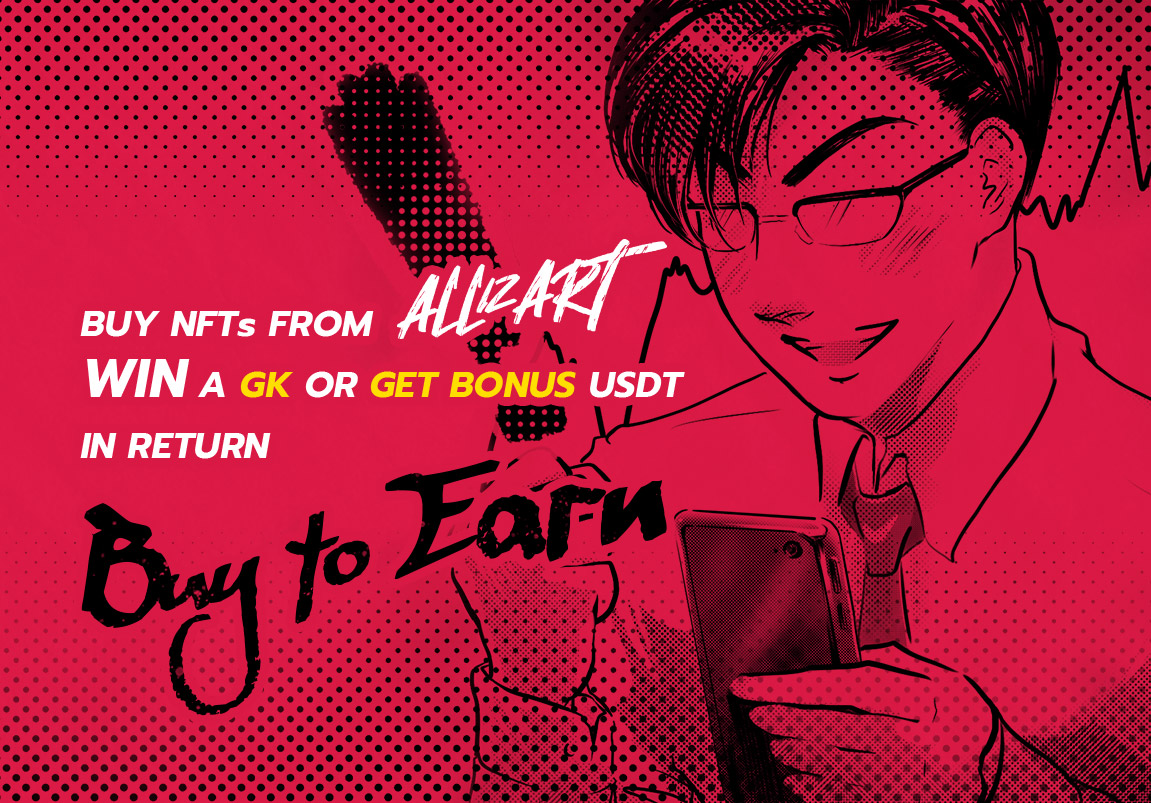 BUY NFTs FROM ALLIZART
WIN A GK OR GET BONUS USDT
IN RETURN
Buy to Earn